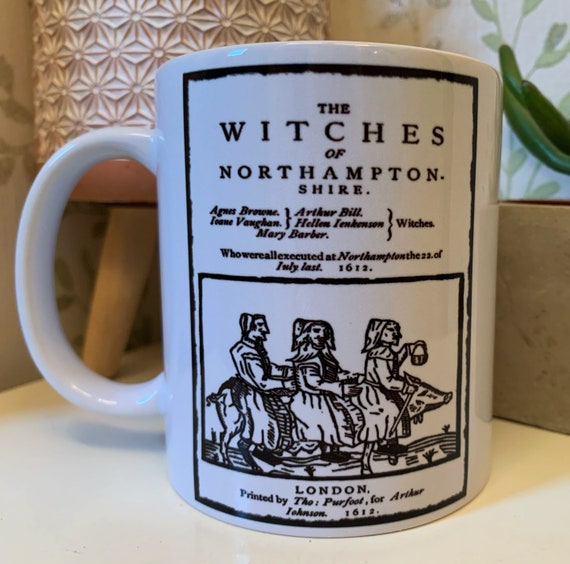 THE
WITCHES
OF
NORTHAMPTON-
SHIRE.
Agnes Browne. } Arthur Bill. }
Ioane Vaughan. } Hellen Ienkenson } Witches.
Mary Barber.
Who were all executed at Northampton the 22. of
Iuly last. 1612.
LONDON,
Printed by Tho: Purfoot, for Arthur
Iohnson. 1612.